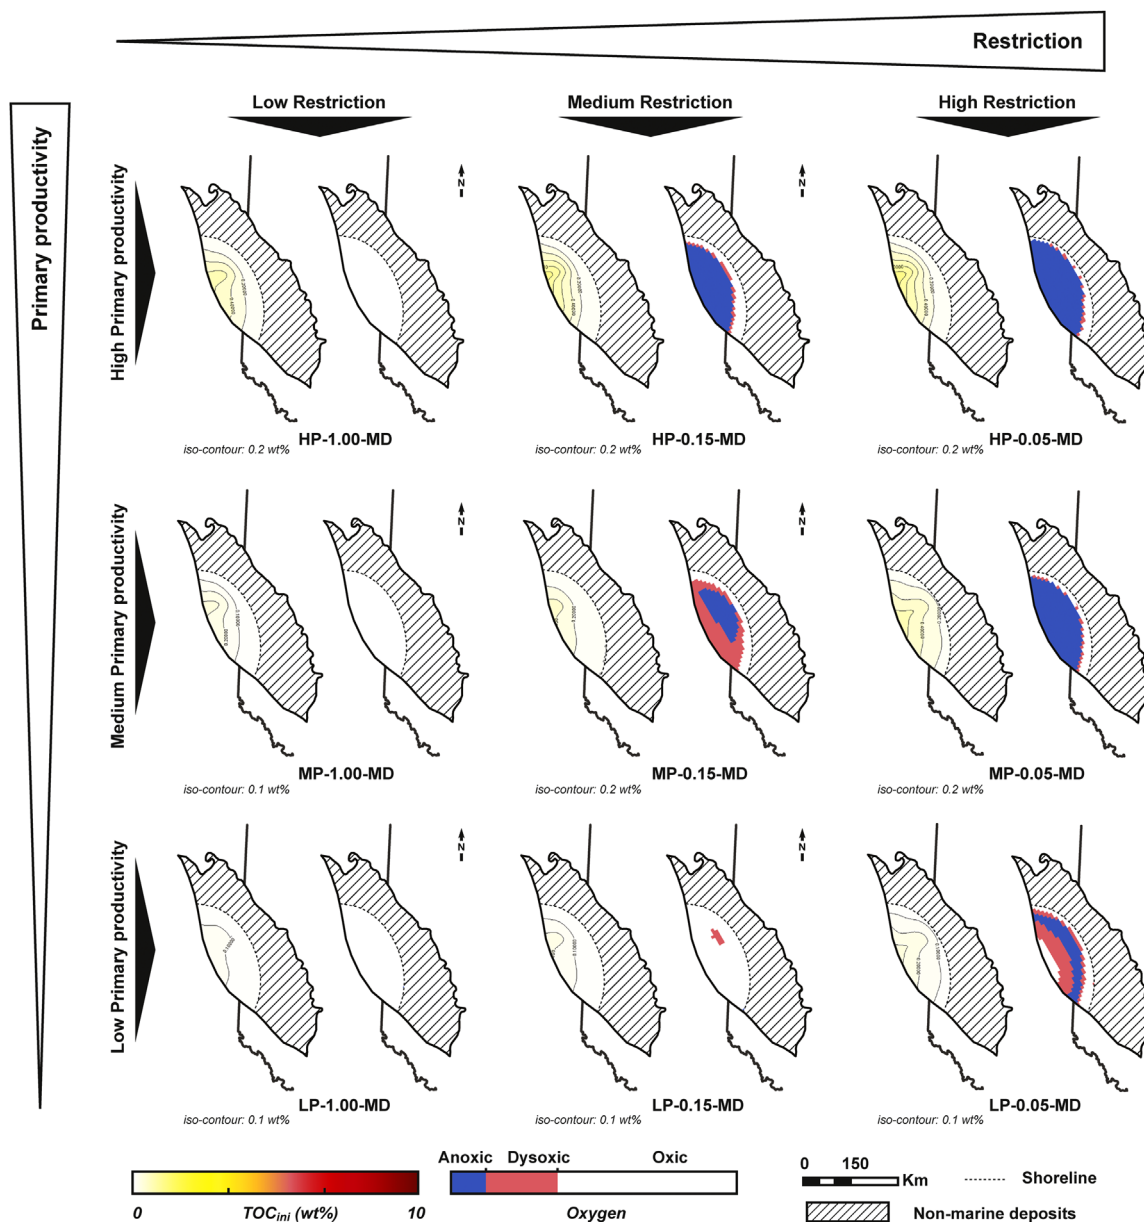 Restriction
Low Restriction
Medium Restriction
High Restriction
Primary productivity
High Primary productivity
N
N
N
HP-1.00-MD
HP-0.15-MD
HP-0.05-MD
iso-contour: 0.2 wt%
iso-contour: 0.2 wt%
iso-contour: 0.2 wt%
Medium Primary productivity
N
N
MP-1.00-MD
MP-0.15-MD
MP-0.05-MD
iso-contour: 0.1 wt%
iso-contour: 0.2 wt%
iso-contour: 0.2 wt%
Low Primary productivity
N
N
LP-1.00-MD
LP-0.15-MD
LP-0.05-MD
iso-contour: 0.1 wt%
iso-contour: 0.1 wt%
iso-contour: 0.1 wt%
Anoxic Dysoxic Oxic
0 150
Km
Shoreline
0 TOCini (wt%) 10
Oxygen
Non-marine deposits